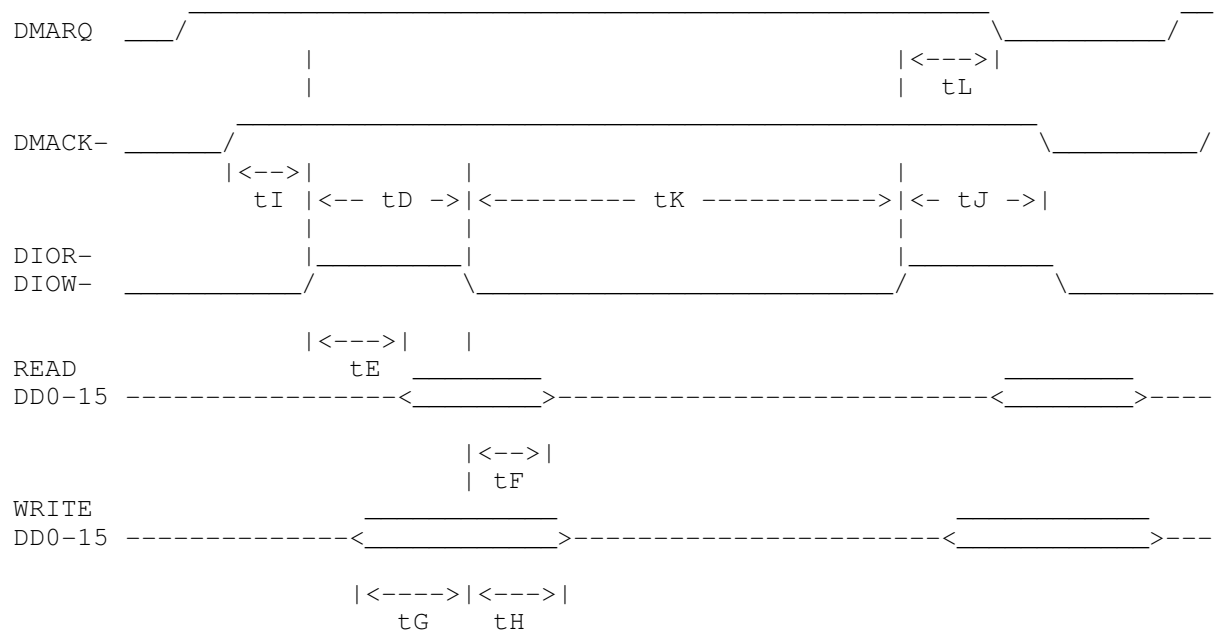 DMARQ
|<--->|
tL
DMACK-
|<-->|
tI |<-- tD ->|<--------- tK ----------->|<- tJ ->|
DIOR-
DIOW-
|<--->|
READ tE
DD0-15
|<-->|
tF
WRITE
DD0-15
|<---->|<--->|
tG tH